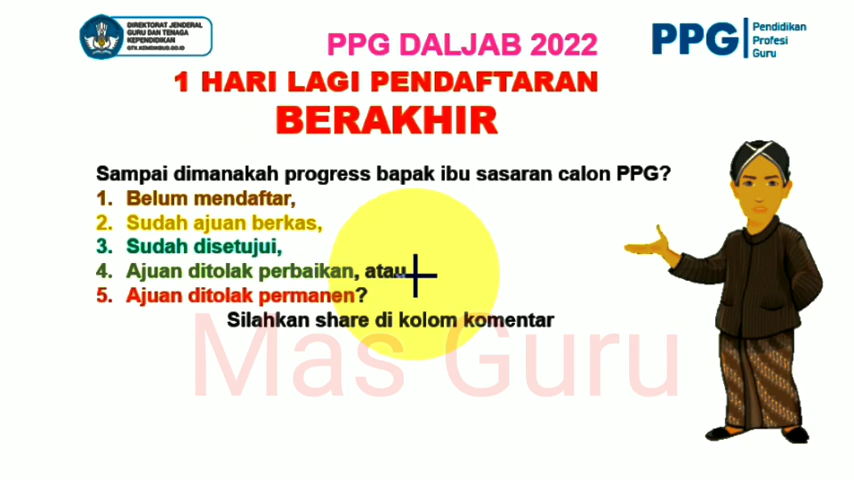 DIREKTORAT JENDERAL
GURU DAN TENAGA
KEPENDIDIKAN
GTK.KEMDIKBUD.GO.ID
PPG DALJAB 2022
PPG
Pendidikan
Profesi
Guru
1 HARI LAGI PENDAFTARAN
BERAKHIR
Sampai dimanakah progress bapak ibu sasaran calon PPG?
1. Belum mendaftar,
2. Sudah ajuan berkas,
3. Sudah disetujui,
4. Ajuan ditolak perbaikan, atau
5. Ajuan ditolak permanen?
Silahkan share di kolom komentar
Mas Guru